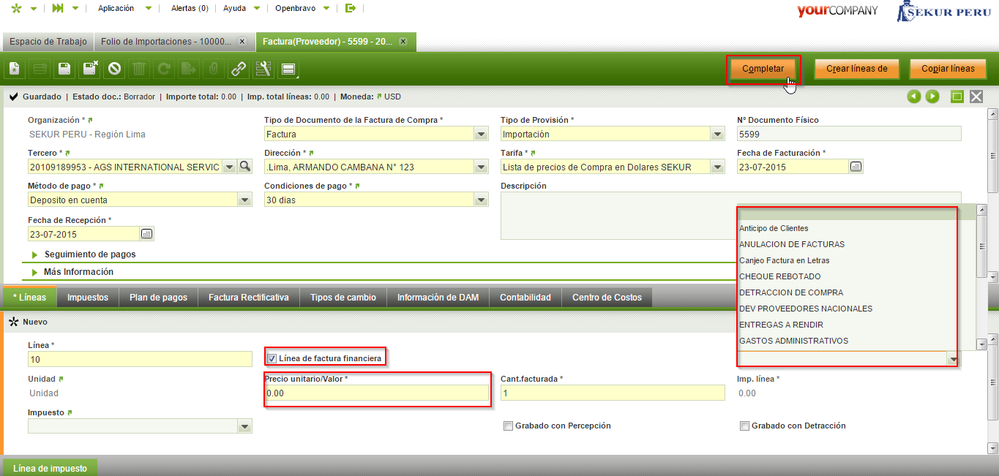 Aplicación Alertas (0) Ayuda Openbravo
yourCOMPANY SEKUR PERU
Espacio de Trabajo Folio de Importaciones - 10000... Factura(Proveedor) - 5599 - 20...
Completar Crear líneas de Copiar líneas
Guardado | Estado doc.: Borrador | Importe total: 0.00 | Imp. total líneas: 0.00 | Moneda: USD
Organización * Tipo de Documento de la Factura de Compra * Tipo de Provisión * Nº Documento Físico
SEKUR PERU - Región Lima Factura Importación 5599
Tercero * Dirección * Tarifa * Fecha de Facturación *
20109189953 - AGS INTERNATIONAL SERVIC .Lima, ARMANDO CAMBANA N° 123 Lista de precios de Compra en Dolares SEKUR 23-07-2015
Método de pago * Condiciones de pago * Descripción
Deposito en cuenta 30 dias
Fecha de Recepción *
23-07-2015
Seguimiento de pagos
Más Información
Anticipo de Clientes
ANULACION DE FACTURAS
Canjeo Factura en Letras
CHEQUE REBOTADO
DETRACCION DE COMPRA
DEV PROVEEDORES NACIONALES
ENTREGAS A RENDIR
GASTOS ADMINISTRATIVOS
* Líneas Impuestos Plan de pagos Factura Rectificativa Tipos de cambio Información de DAM Contabilidad Centro de Costos
Nuevo
Línea *
10 Línea de factura financiera
Unidad Precio unitario/Valor * Cant.facturada * Imp. línea *
Unidad 0.00 1 0.00
Impuesto
Grabado con Percepción Grabado con Detracción
Línea de impuesto